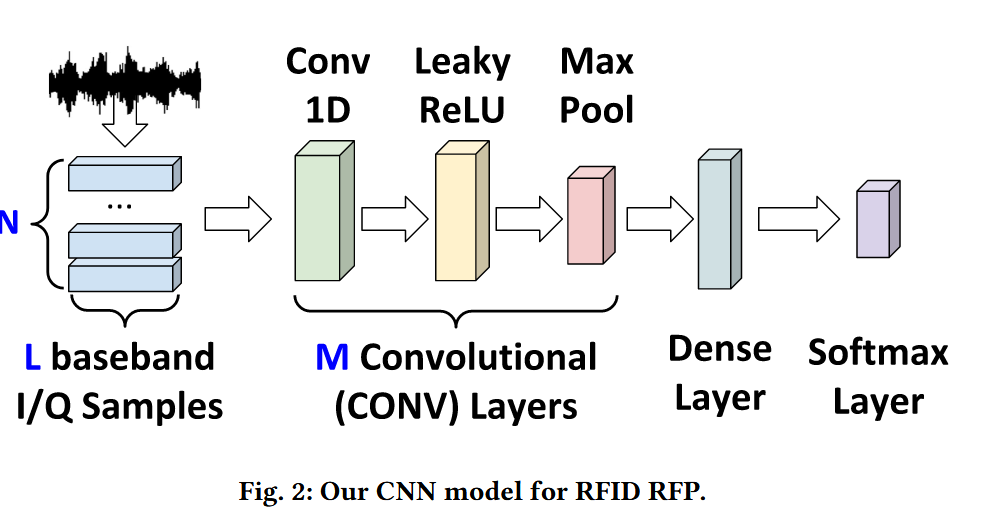 Conv
1D
Leaky
ReLU
Max
Pool
N
...
L baseband
I/Q Samples
M Convolutional
(CONV) Layers
Dense
Layer
Softmax
Layer
Fig. 2: Our CNN model for RFID RFP.